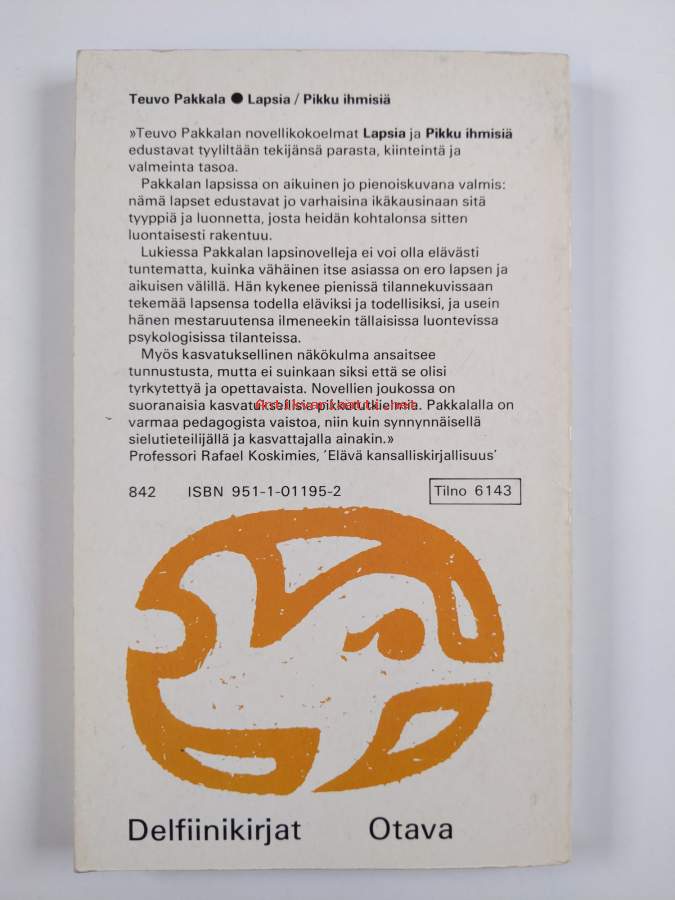 Teuvo Pakkala ● Lapsia / Pikku ihmisiä
»Teuvo Pakkalan novellikokoelmat Lapsia ja Pikku ihmisiä
edustavat tyyliltään tekijänsä parasta, kiinteintä ja
valmeinta tasoa.
Pakkalan lapsissa on aikuinen jo pienoiskuvana valmis:
nämä lapset edustavat jo varhaisina ikäkausinaan sitä
tyyppiä ja luonnetta, josta heidän kohtalonsa sitten
luontaisesti rakentuu.
Lukiessa Pakkalan lapsinovelleja ei voi olla elävästi
tuntematta, kuinka vähäinen itse asiassa on ero lapsen ja
aikuisen välillä. Hän kykenee pienissä tilannekuvissaan
tekemää lapsensa todella eläviksi ja todellisiksi, ja usein
hänen mestaruutensa ilmeneekin tällaisissa luontevissa
psykologisissa tilanteissa.
Myös kasvatuksellinen näkökulma ansaitsee
tunnustusta, mutta ei suinkaan siksi että se olisi
tyrkytettyä ja opettavaista. Novellien joukossa on
suoranaisia kasvatuksellisia pikkututkielmia. Pakkalalla on
varmaa pedagogista vaistoa, niin kuin synnynnäisellä
sielutieteilijällä ja kasvattajalla ainakin.»
Professori Rafael Koskimies, 'Elävä kansalliskirjallisuus'
842 ISBN 951-1-01195-2 Tilno 6143
Delfiinikirjat Otava